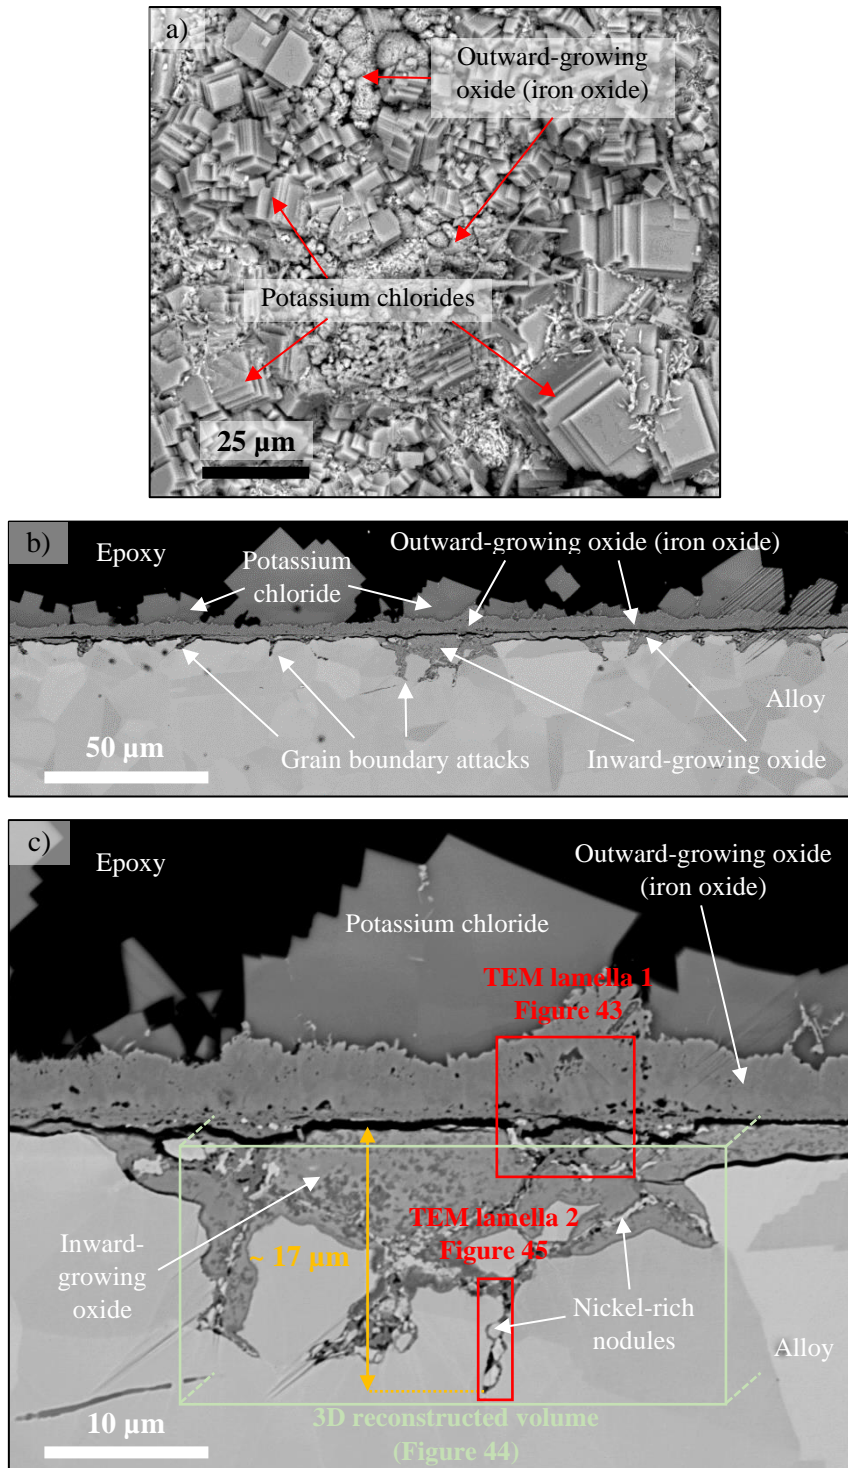 a)
Outward-growing
oxide (iron oxide)
Potassium chlorides
25 µm
b)
Epoxy
Potassium
chloride
Outward-growing oxide (iron oxide)
Alloy
50 µm
Grain boundary attacks
Inward-growing oxide
c)
Epoxy
Outward-growing oxide
(iron oxide)
Potassium chloride
TEM lamella 1
Figure 43
TEM lamella 2
Figure 45
Inward-
growing
oxide
~ 17 µm
Nickel-rich
nodules
Alloy
10 µm
3D reconstructed volume
(Figure 44)